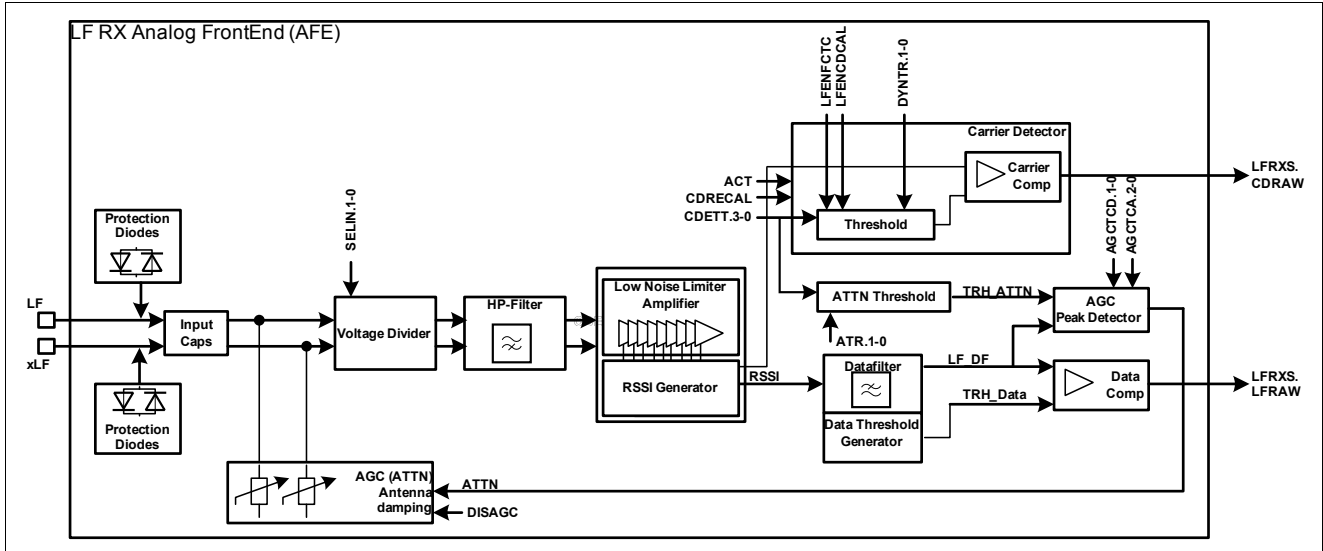 LF RX Analog FrontEnd (AFE)
LFENFCTC
LFENCDCAL
DYNTR.1-0
Carrier Detector
Carrier
Comp
LFRXS.
CDRAW
ACT
CDRECAL
CDETT.3-0
Threshold
AGCTCD.1-0
AGCTCA.2-0
Protection
Diodes
SELIN.1-0
LF
xLF
Input
Caps
Voltage Divider
HP-Filter
Low Noise Limiter
Amplifier
RSSI Generator
RSSI
ATTN Threshold
TRH_ATTN
AGC
Peak Detector
ATR.1-0
Datafilter
LF_DF
Data
Comp
LFRXS.
LFRAW
TRH_Data
Data Threshold
Generator
Protection
Diodes
AGC (ATTN)
Antenna
damping
ATTN
DISAGC